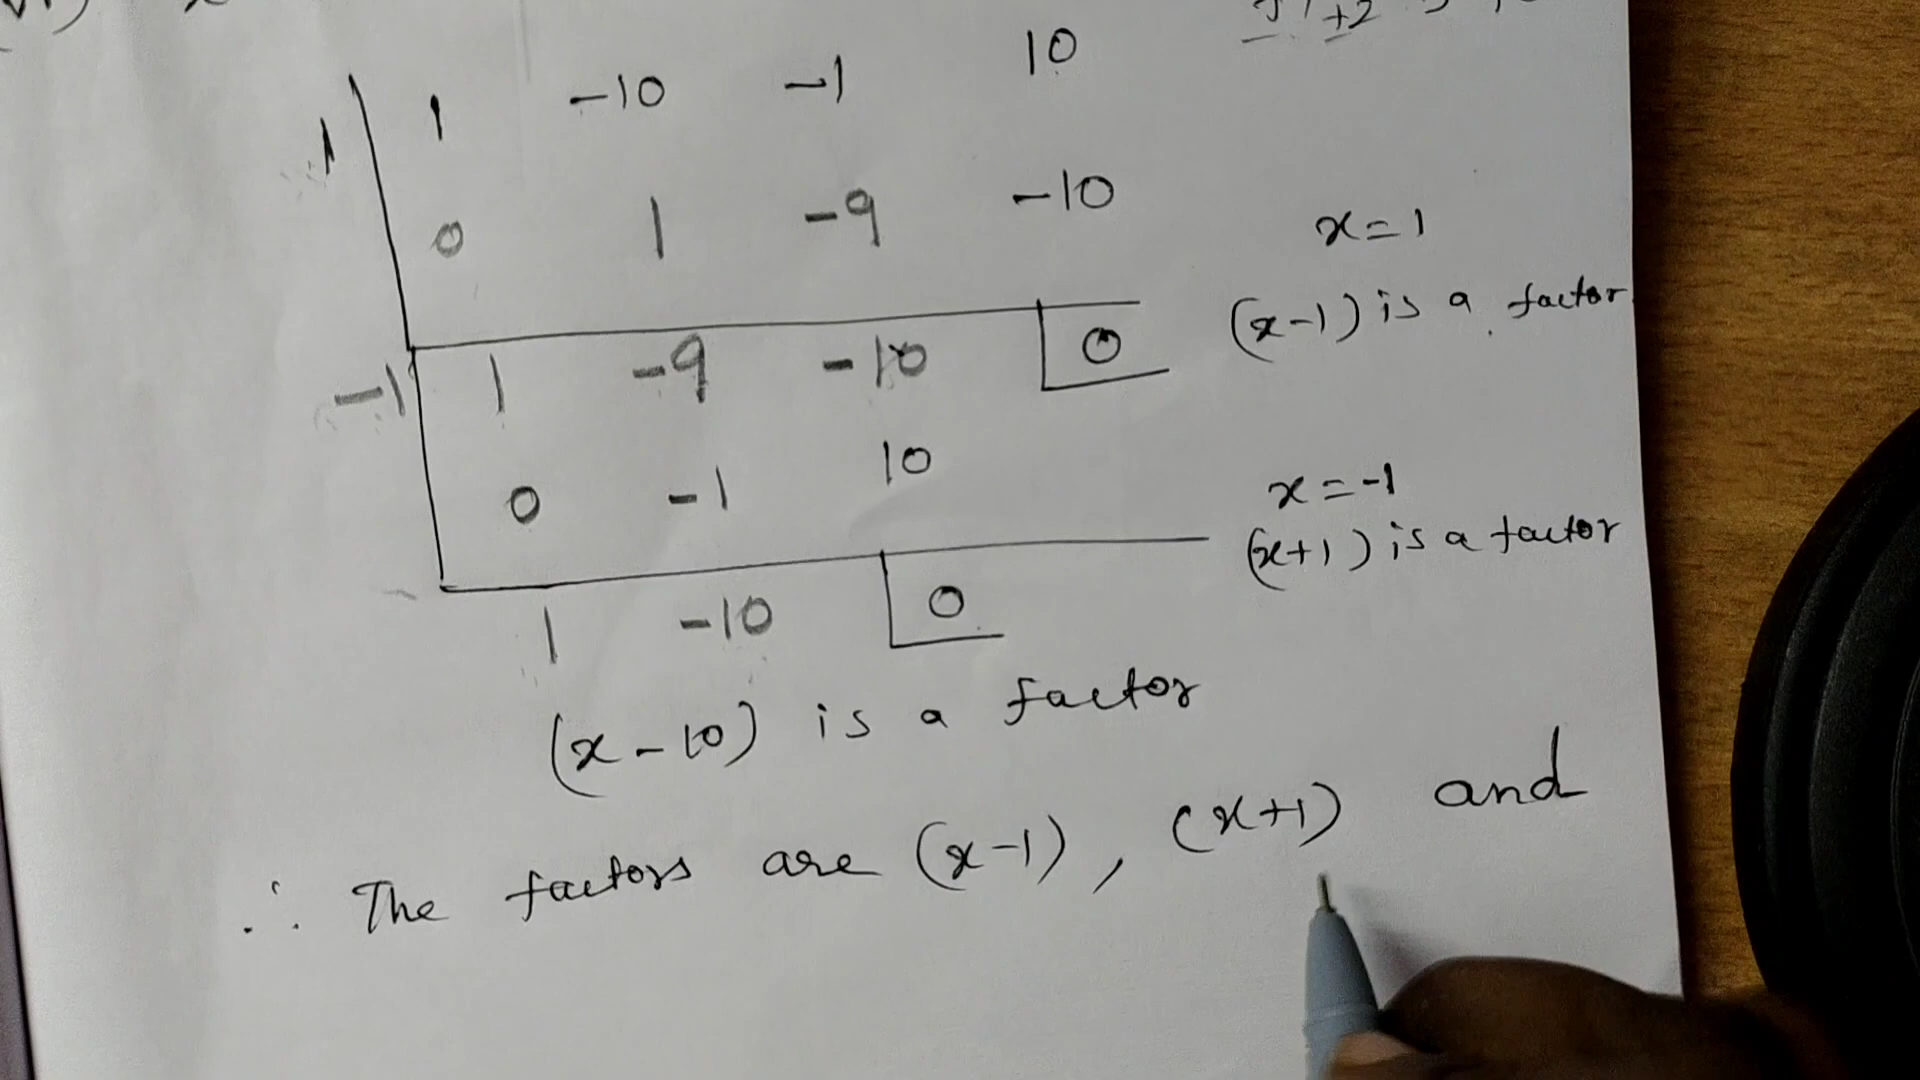 1 | 1 -10 -1 10
0 1 -9 -10
x=1
(x-1) is a factor
-1 | 1 -9 -10 0
0 -1 10
x=-1
(x+1) is a factor
1 -10 0
(x-10) is a factor
∴ The factors are (x-1), (x+1) and